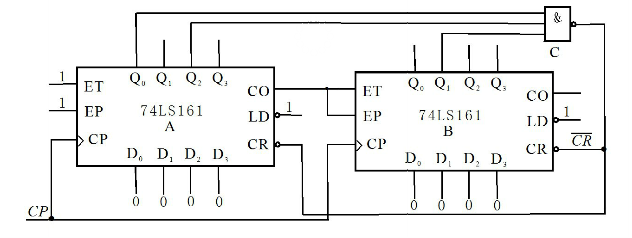 &
C
1 ET Q₀ Q₁ Q₂ Q₃ CO
1 EP 74LS161 LD 1
A
CP CR
D₀ D₁ D₂ D₃
0 0 0 0
CP
Q₀ Q₁ Q₂ Q₃
ET CO
EP 74LS161 LD 1
B
CP CR C̅R̅
D₀ D₁ D₂ D₃
0 0 0 0